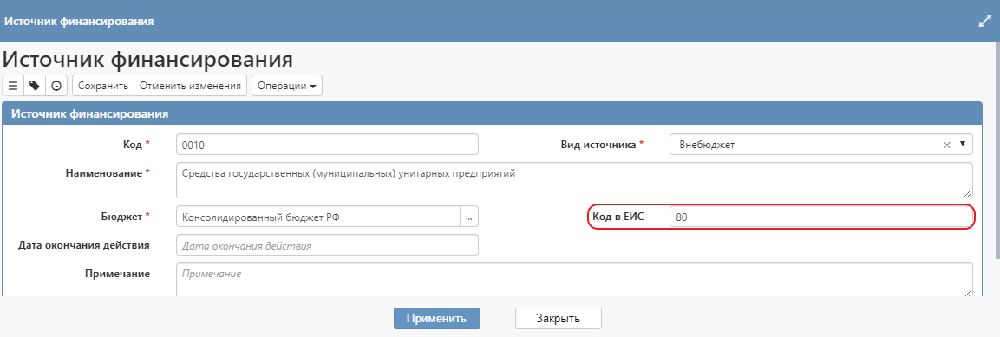 Источник финансирования
Источник финансирования
Сохранить Отменить изменения Операции
Источник финансирования
Код * 0010 Вид источника * Внебюджет
Наименование * Средства государственных (муниципальных) унитарных предприятий
Бюджет * Консолидированный бюджет РФ ... Код в ЕИС 80
Дата окончания действия Дата окончания действия
Примечание Примечание
Применить Закрыть